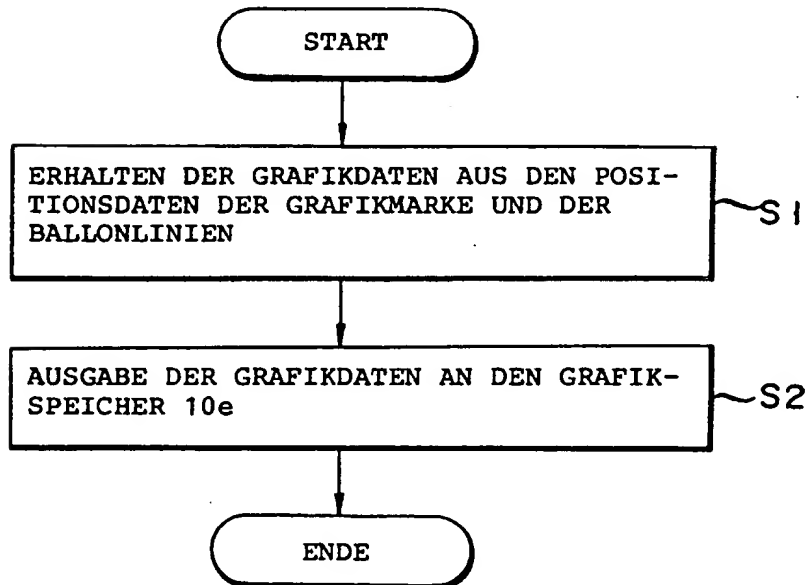 START
ERHALTEN DER GRAFIKDATEN AUS DEN POSI-
TIONSDATEN DER GRAFIKMARKE UND DER
BALLONLINIEN
S1
AUSGABE DER GRAFIKDATEN AN DEN GRAFIK-
SPEICHER 10e
S2
ENDE